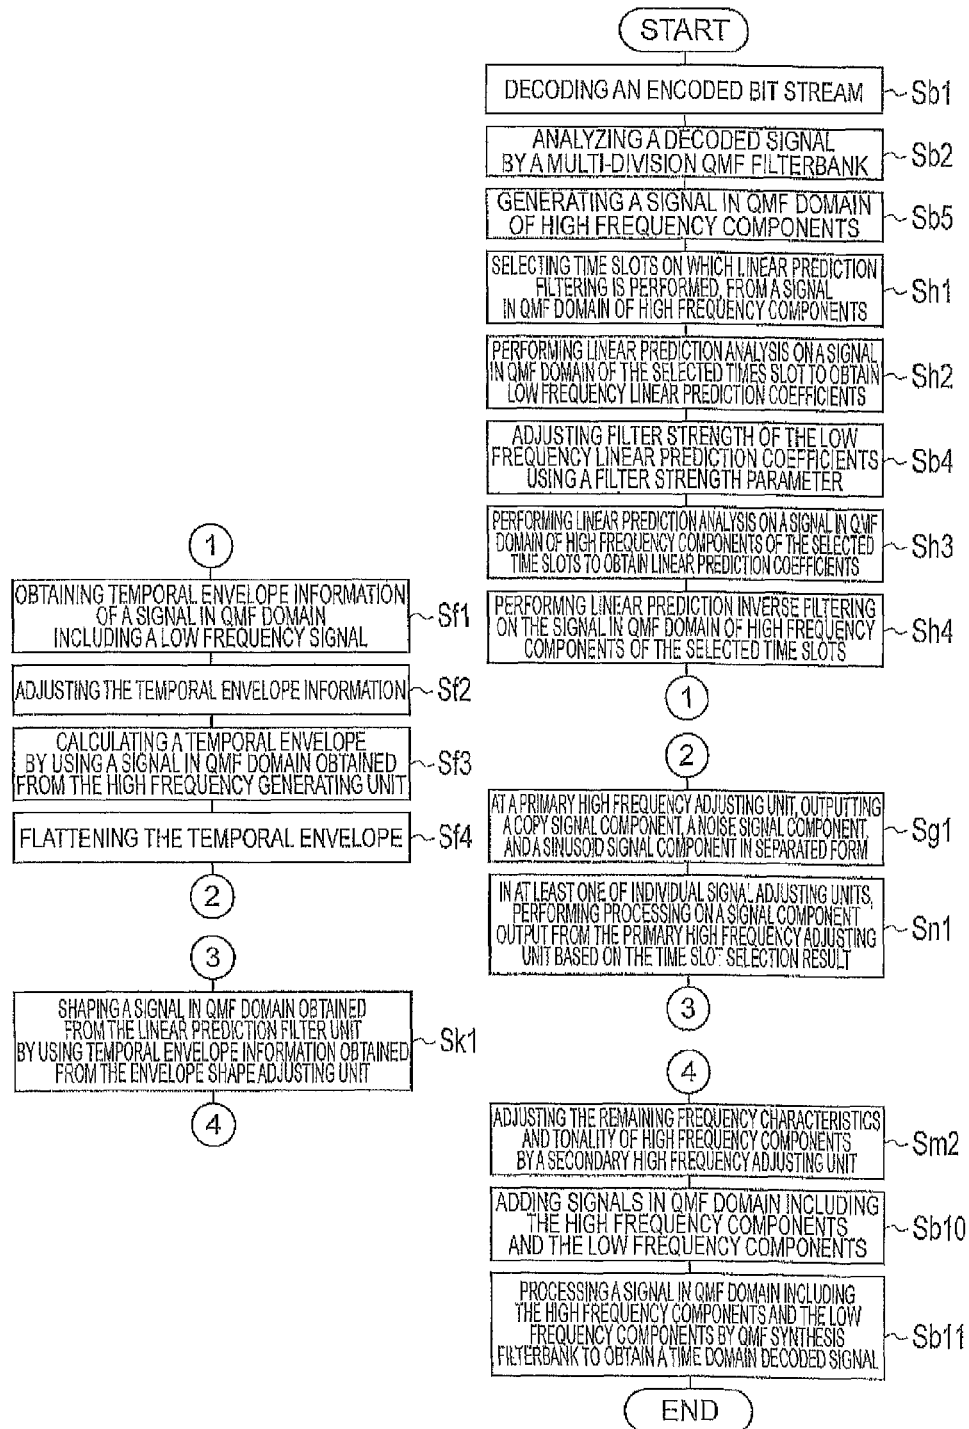 START
DECODING AN ENCODED BIT STREAM
Sb1
ANALYZING A DECODED SIGNAL
BY A MULTI-DIVISION QMF FILTERBANK
Sb2
GENERATING A SIGNAL IN QMF DOMAIN
OF HIGH FREQUENCY COMPONENTS
Sb5
SELECTING TIME SLOTS ON WHICH LINEAR PREDICTION
FILTERING IS PERFORMED, FROM A SIGNAL
IN QMF DOMAIN OF HIGH FREQUENCY COMPONENTS
Sh1
PERFORMING LINEAR PREDICTION ANALYSIS ON A SIGNAL
IN QMF DOMAIN OF THE SELECTED TIMES SLOT TO OBTAIN
LOW FREQUENCY LINEAR PREDICTION COEFFICIENTS
Sh2
ADJUSTING FILTER STRENGTH OF THE LOW
FREQUENCY LINEAR PREDICTION COEFFICIENTS
USING A FILTER STRENGTH PARAMETER
Sb4
PERFORMING LINEAR PREDICTION ANALYSIS ON A SIGNAL IN QMF
DOMAIN OF HIGH FREQUENCY COMPONENTS OF THE SELECTED
TIME SLOTS TO OBTAIN LINEAR PREDICTION COEFFICIENTS
Sh3
PERFORMNG LINEAR PREDICTION INVERSE FILTERING
ON THE SIGNAL IN QMF DOMAIN OF HIGH FREQUENCY
COMPONENTS OF THE SELECTED TIME SLOTS
Sh4
1
1
OBTAINING TEMPORAL ENVELOPE INFORMATION
OF A SIGNAL IN QMF DOMAIN
INCLUDING A LOW FREQUENCY SIGNAL
Sf1
ADJUSTING THE TEMPORAL ENVELOPE INFORMATION
Sf2
CALCULATING A TEMPORAL ENVELOPE
BY USING A SIGNAL IN QMF DOMAIN OBTAINED
FROM THE HIGH FREQUENCY GENERATING UNIT
Sf3
FLATTENING THE TEMPORAL ENVELOPE
Sf4
2
2
AT A PRIMARY HIGH FREQUENCY ADJUSTING UNIT, OUTPUTTING
A COPY SIGNAL COMPONENT, A NOISE SIGNAL COMPONENT,
AND A SINUSOID SIGNAL COMPONENT IN SEPARATED FORM
Sg1
IN AT LEAST ONE OF INDIVIDUAL SIGNAL ADJUSTING UNITS,
PERFORMING PROCESSING ON A SIGNAL COMPONENT
OUTPUT FROM THE PRIMARY HIGH FREQUENCY ADJUSTING
UNIT BASED ON THE TIME SLOT SELECTION RESULT
Sn1
3
3
SHAPING A SIGNAL IN QMF DOMAIN OBTAINED
FROM THE LINEAR PREDICTION FILTER UNIT
BY USING TEMPORAL ENVELOPE INFORMATION OBTAINED
FROM THE ENVELOPE SHAPE ADJUSTING UNIT
Sk1
4
4
ADJUSTING THE REMAINING FREQUENCY CHARACTERISTICS
AND TONALITY OF HIGH FREQUENCY COMPONENTS
BY A SECONDARY HIGH FREQUENCY ADJUSTING UNIT
Sm2
ADDING SIGNALS IN QMF DOMAIN INCLUDING
THE HIGH FREQUENCY COMPONENTS
AND THE LOW FREQUENCY COMPONENTS
Sb10
PROCESSING A SIGNAL IN QMF DOMAIN INCLUDING
THE HIGH FREQUENCY COMPONENTS AND THE LOW
FREQUENCY COMPONENTS BY QMF SYNTHESIS
FILTERBANK TO OBTAIN A TIME DOMAIN DECODED SIGNAL
Sb11
END